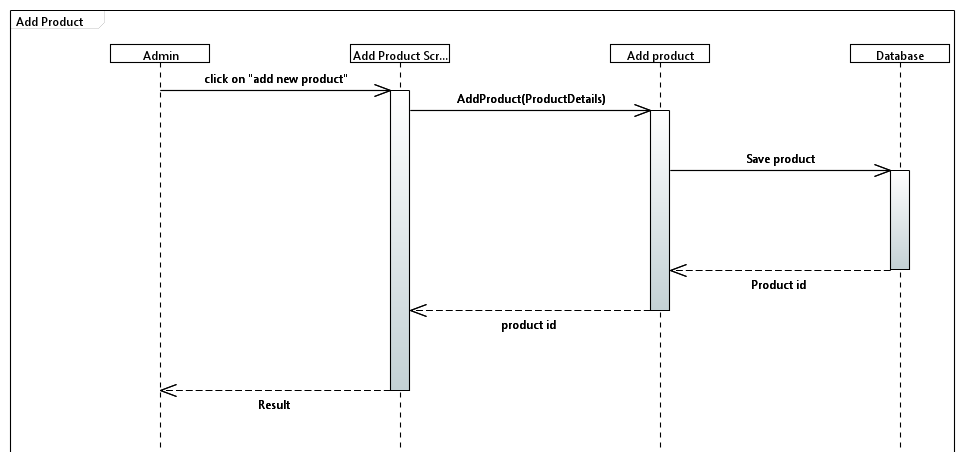 Add Product
Admin
Add Product Scr...
Add product
Database
click on "add new product"
AddProduct(ProductDetails)
Save product
Product id
product id
Result